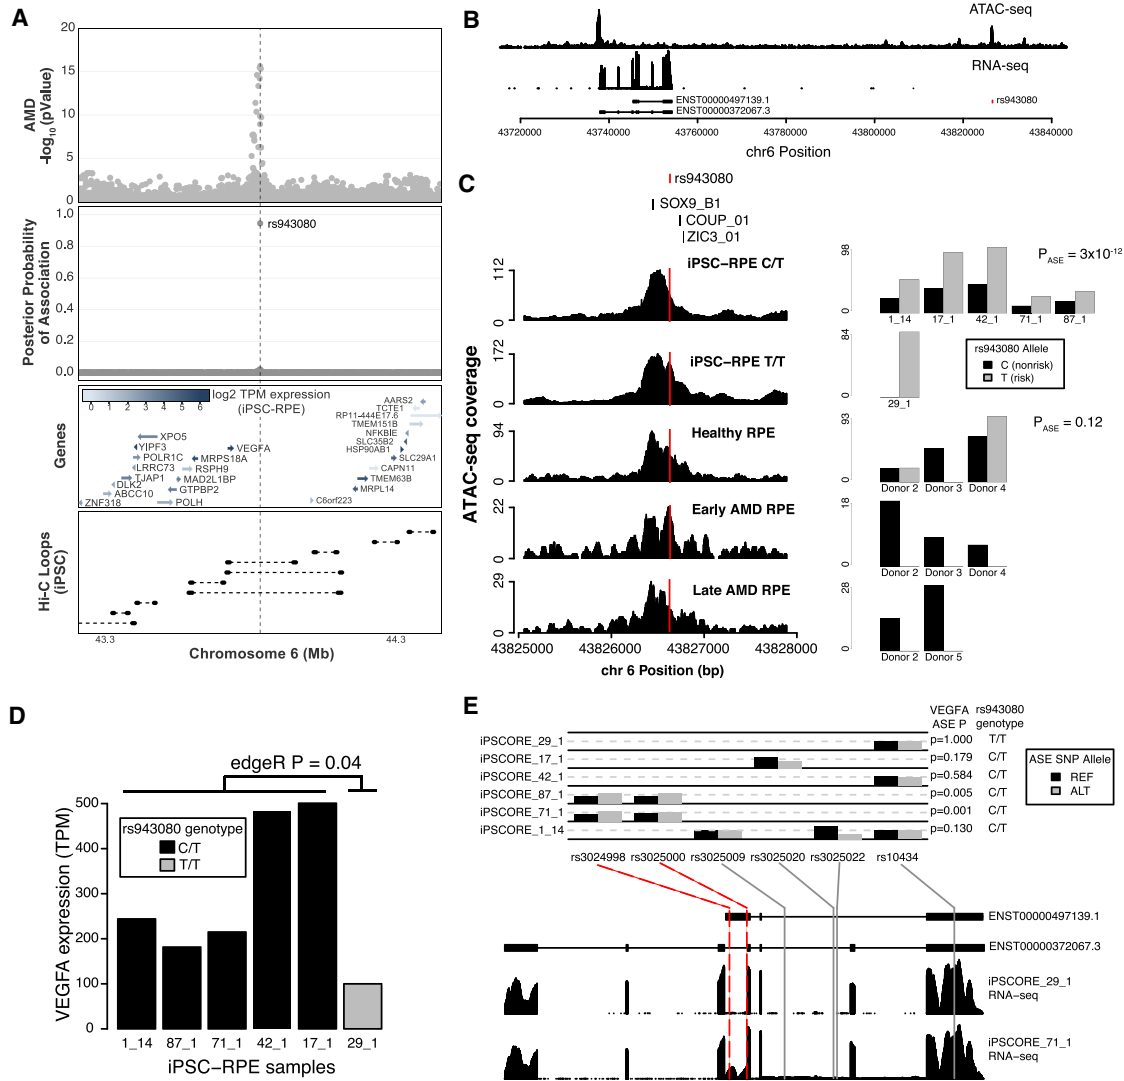 A
20
15
10
5
0
AMD
-log10 (pValue)
1.0
0.8
0.6
0.4
0.2
0.0
Posterior Probability
of Association
rs943080
log2 TPM expression
(iPSC-RPE)
0 1 2 3 4 5 6
Genes
AARS2
TCTE1
RP11-444E17.6
TMEM151B
NFKBIE
SLC35B2
HSP90AB1
SLC29A1
CAPN11
TMEM63B
MRPL14
C6orf223
XPO5
YIPF3
VEGFA
POLR1C
MRPS18A
LRRC73
RSPH9
TJAP1
MAD2L1BP
DLK2
GTPBP2
ABCC10
ZNF318
POLH
Hi-C Loops
(iPSC)
43.3
44.3
Chromosome 6 (Mb)
B
ATAC-seq
RNA-seq
ENST00000497139.1
ENST00000372067.3
rs943080
43720000 43740000 43760000 43780000 43800000 43820000 43840000
chr6 Position
C
rs943080
SOX9_B1
COUP_01
ZIC3_01
ATAC-seq coverage
iPSC-RPE C/T
112
0
iPSC-RPE T/T
172
0
Healthy RPE
94
0
Early AMD RPE
22
0
Late AMD RPE
29
0
43825000 43826000 43827000 43828000
chr 6 Position (bp)
98
0
PASE = 3x10-12
1_14 17_1 42_1 71_1 87_1
84
0
29_1
rs943080 Allele
C (nonrisk)
T (risk)
93
0
PASE = 0.12
Donor 2 Donor 3 Donor 4
18
0
Donor 2 Donor 3 Donor 4
28
0
Donor 2 Donor 5
D
edgeR P = 0.04
VEGFA expression (TPM)
500
400
300
200
100
0
rs943080 genotype
C/T
T/T
1_14 87_1 71_1 42_1 17_1 29_1
iPSC-RPE samples
E
VEGFA
ASE P
rs943080
genotype
iPSCORE_29_1 p=1.000 T/T
iPSCORE_17_1 p=0.179 C/T
iPSCORE_42_1 p=0.584 C/T
iPSCORE_87_1 p=0.005 C/T
iPSCORE_71_1 p=0.001 C/T
iPSCORE_1_14 p=0.130 C/T
ASE SNP Allele
REF
ALT
rs3024998 rs3025000 rs3025009 rs3025020 rs3025022 rs10434
ENST00000497139.1
ENST00000372067.3
iPSCORE_29_1
RNA-seq
iPSCORE_71_1
RNA-seq